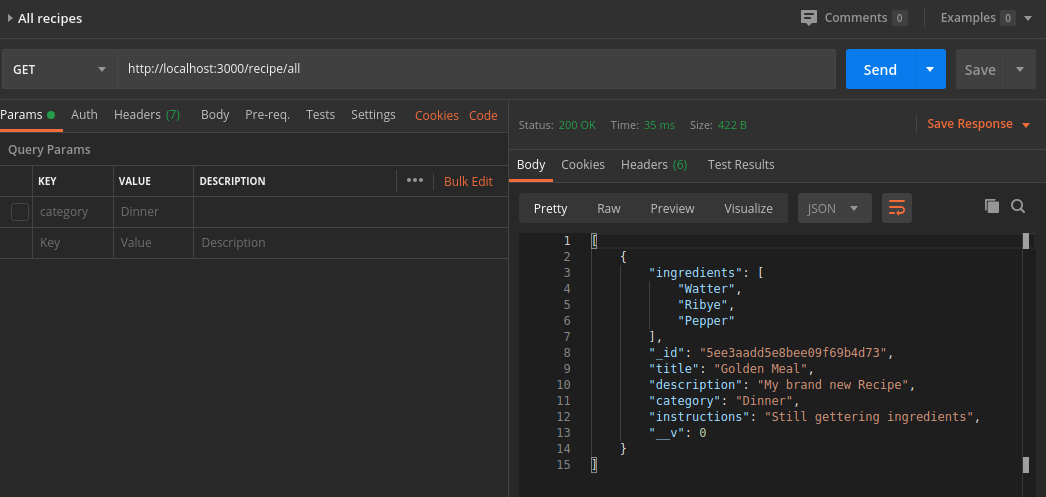 All recipes
Comments 0 Examples 0
GET http://localhost:3000/recipe/all Send Save
Params Auth Headers (7) Body Pre-req. Tests Settings Cookies Code
Query Params
KEY VALUE DESCRIPTION ••• Bulk Edit
category Dinner
Key Value Description
Status: 200 OK Time: 35 ms Size: 422 B Save Response
Body Cookies Headers (6) Test Results
Pretty Raw Preview Visualize JSON
1 [
2 {
3 "ingredients": [
4 "Watter",
5 "Ribye",
6 "Pepper"
7 ],
8 "_id": "5ee3aadd5e8bee09f69b4d73",
9 "title": "Golden Meal",
10 "description": "My brand new Recipe",
11 "category": "Dinner",
12 "instructions": "Still gettering ingredients",
13 "__v": 0
14 }
15 ]